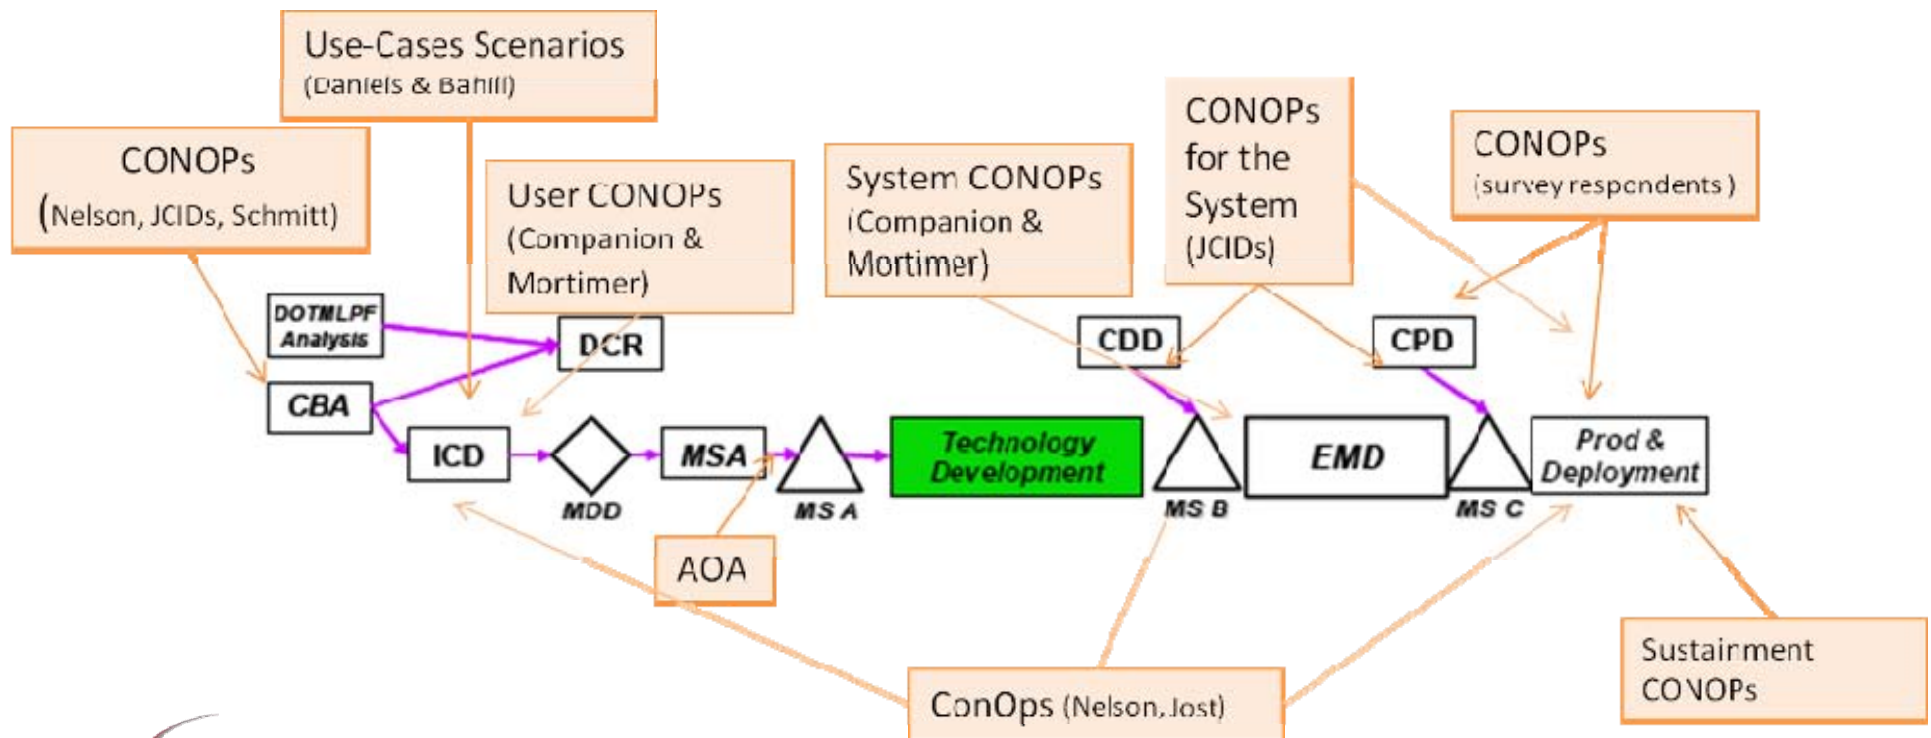 Use-Cases Scenarios
(Daniels & Bahill)
CONOPs
(Nelson, JCIDs, Schmitt)
User CONOPs
(Companion &
Mortimer)
System CONOPs
(Companion &
Mortimer)
CONOPs
for the
System
(JCIDs)
CONOPs
(survey respondents)
DOTMLPF
Analysis
DCR
CDD
CPD
CBA
ICD
MDD
MSA
MS A
Technology
Development
MS B
EMD
MS C
Prod &
Deployment
AOA
ConOps (Nelson, Jost)
Sustainment
CONOPs